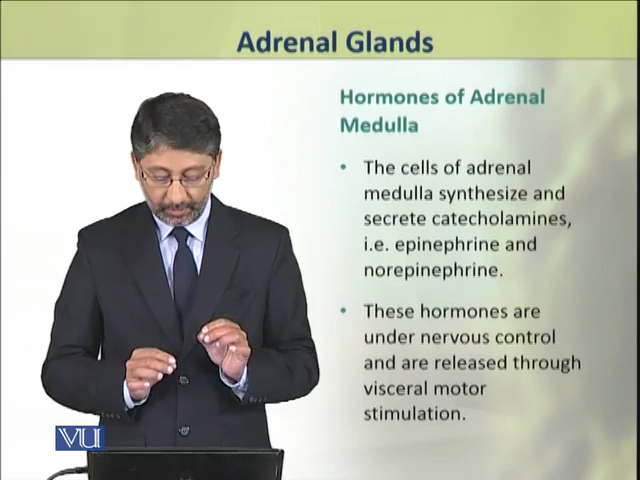 Adrenal Glands
Hormones of Adrenal
Medulla
• The cells of adrenal
medulla synthesize and
secrete catecholamines,
i.e. epinephrine and
norepinephrine.
• These hormones are
under nervous control
and are released through
visceral motor
stimulation.
VU